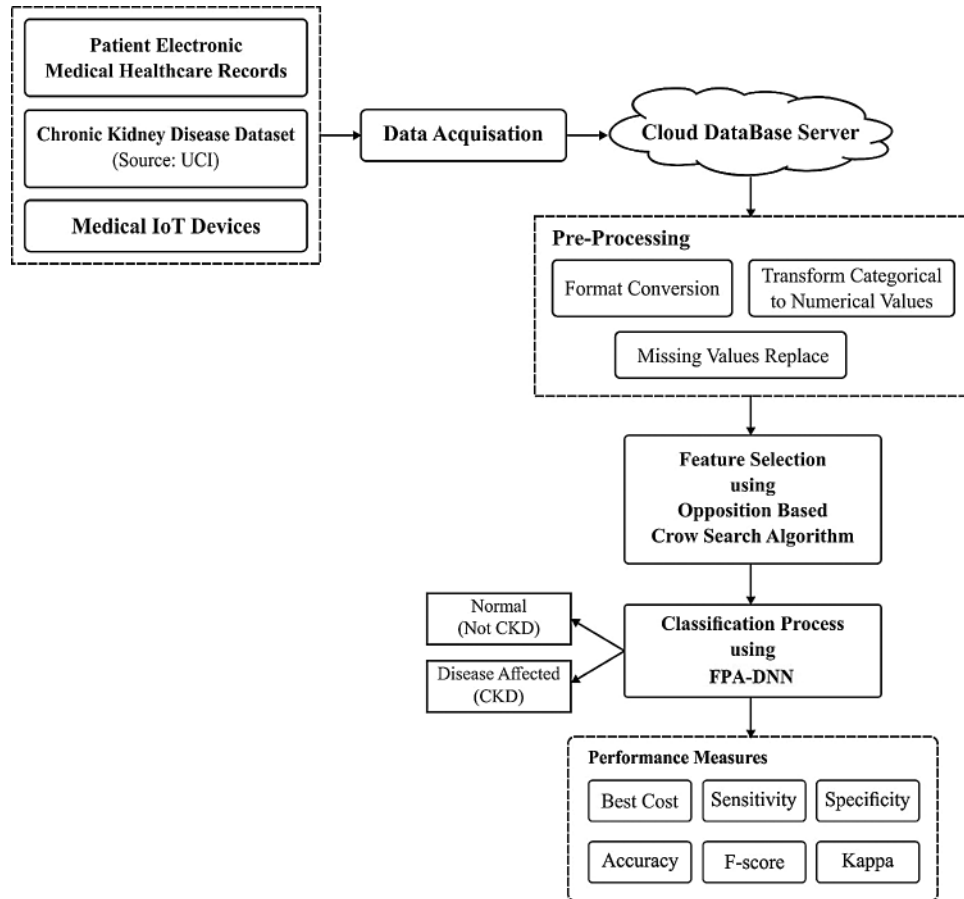 Patient Electronic
Medical Healthcare Records
Chronic Kidney Disease Dataset
(Source: UCI)
Medical IoT Devices
Data Acquisation
Cloud DataBase Server
Pre-Processing
Format Conversion
Transform Categorical
to Numerical Values
Missing Values Replace
Feature Selection
using
Opposition Based
Crow Search Algorithm
Classification Process
using
FPA-DNN
Normal
(Not CKD)
Disease Affected
(CKD)
Performance Measures
Best Cost
Sensitivity
Specificity
Accuracy
F-score
Kappa